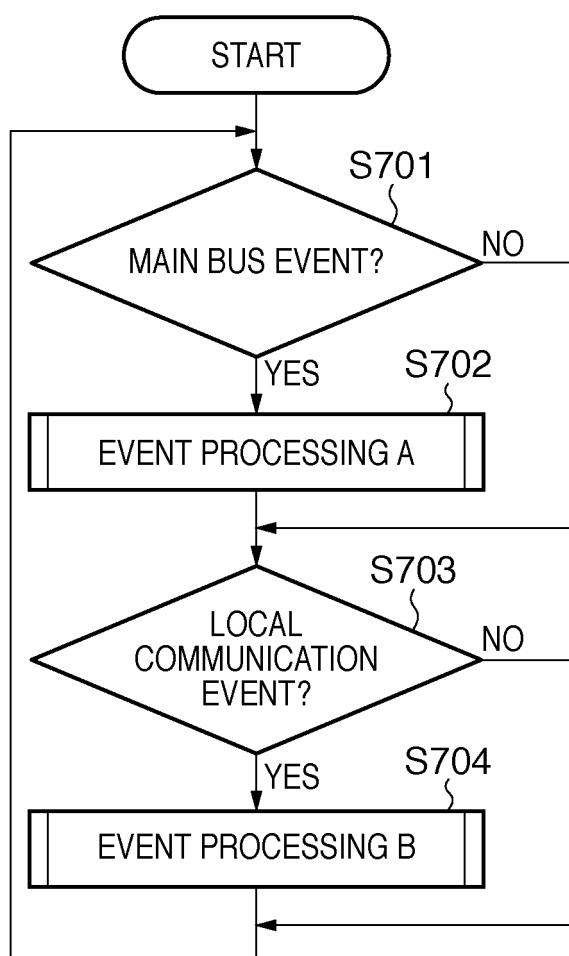 START
S701
MAIN BUS EVENT?
NO
YES
S702
EVENT PROCESSING A
S703
LOCAL
COMMUNICATION
EVENT?
NO
YES
S704
EVENT PROCESSING B